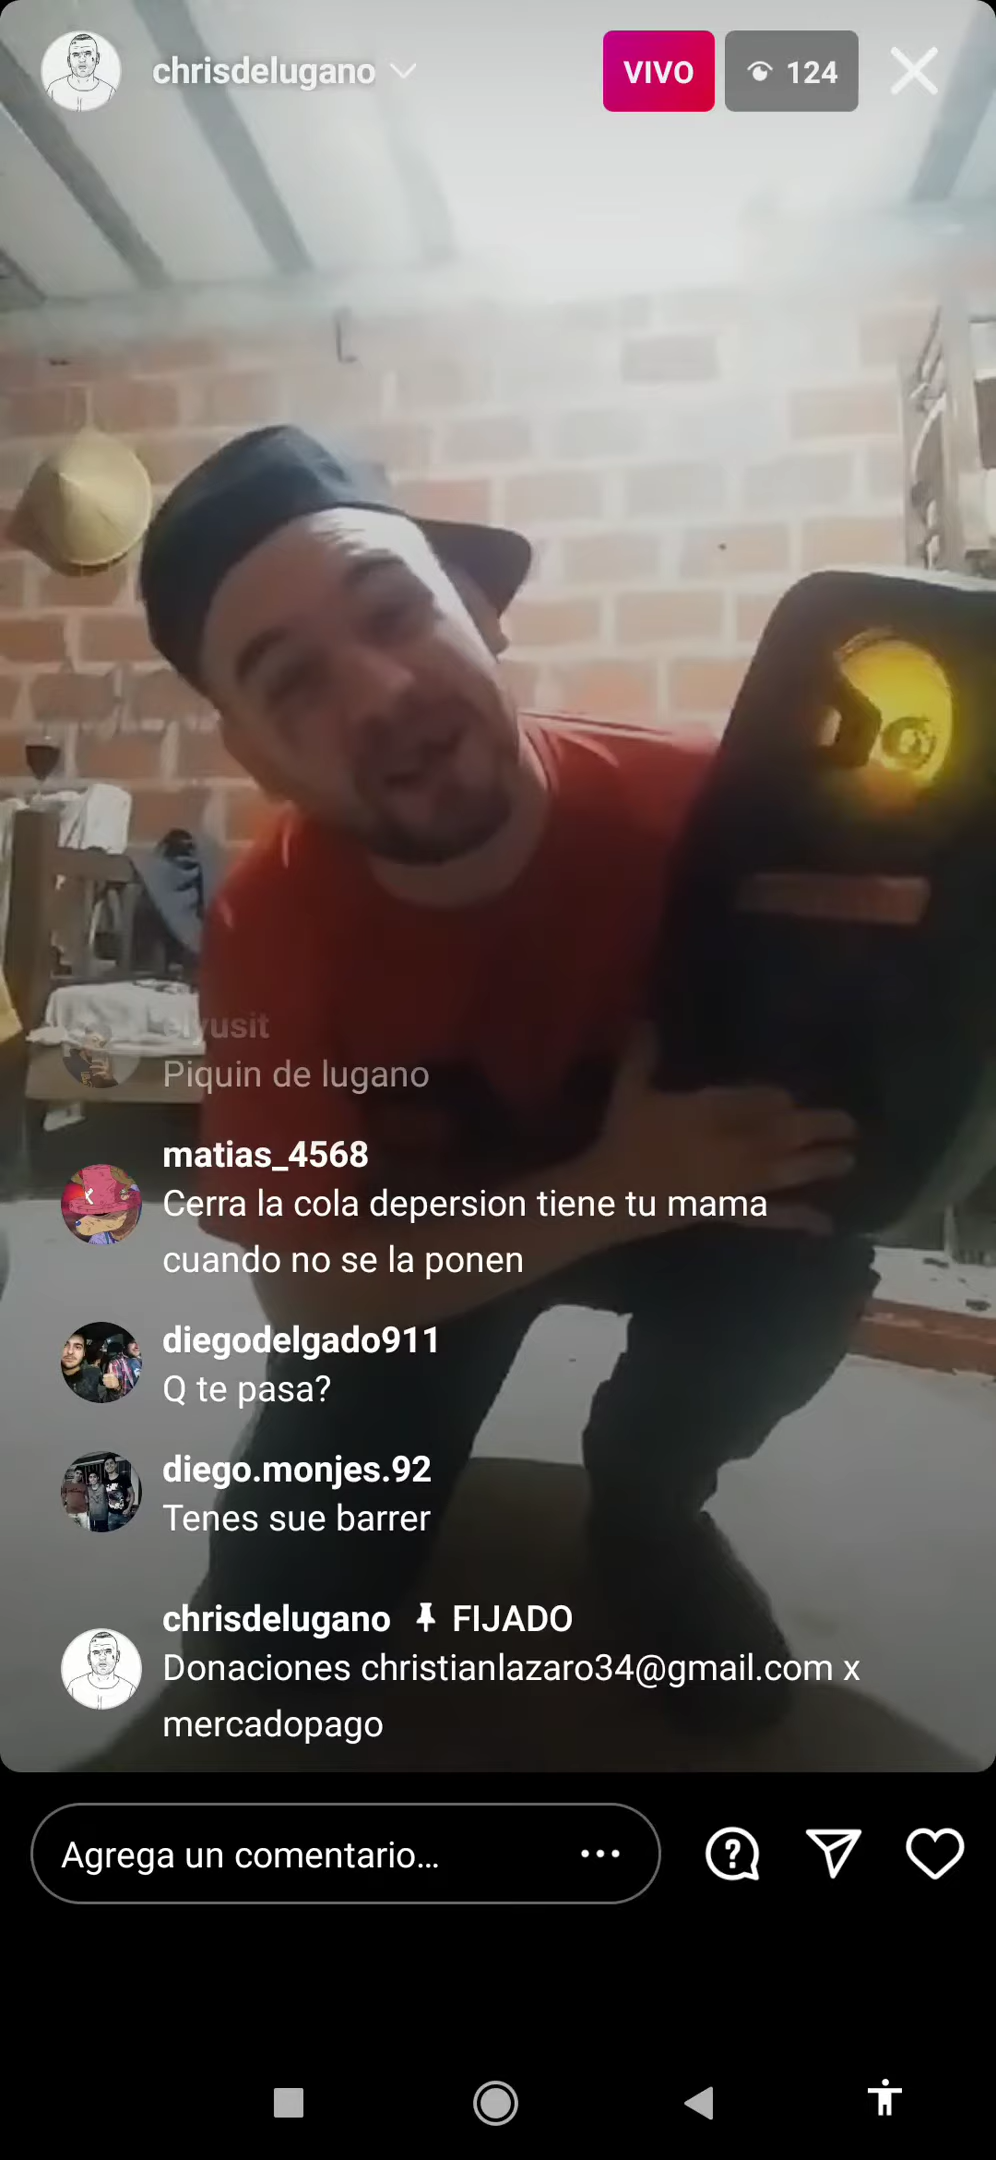 chrisdelugano
VIVO
124
Piquin de lugano
matias_4568
Cerra la cola depersion tiene tu mama
cuando no se la ponen
diegodelgado911
Q te pasa?
diego.monjes.92
Tenes sue barrer
chrisdelugano FIJADO
Donaciones christianlazaro34@gmail.com x
mercadopago
Agrega un comentario...